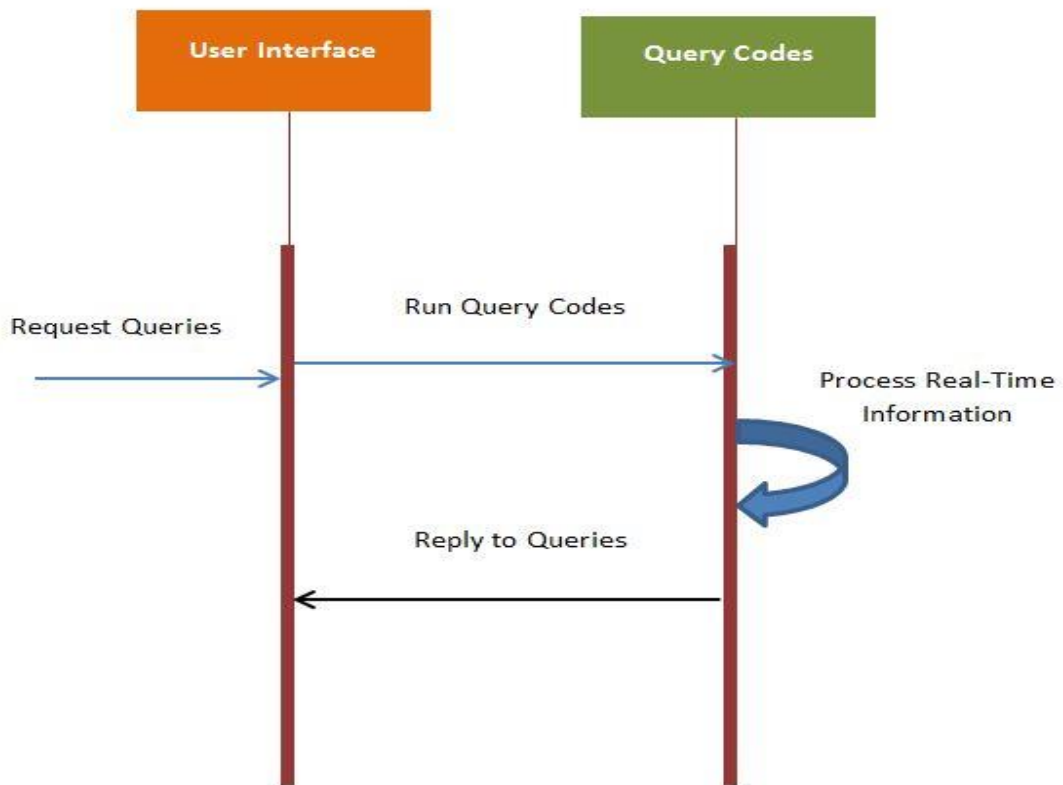 User Interface
Query Codes
Run Query Codes
Request Queries
Process Real-Time
Information
Reply to Queries